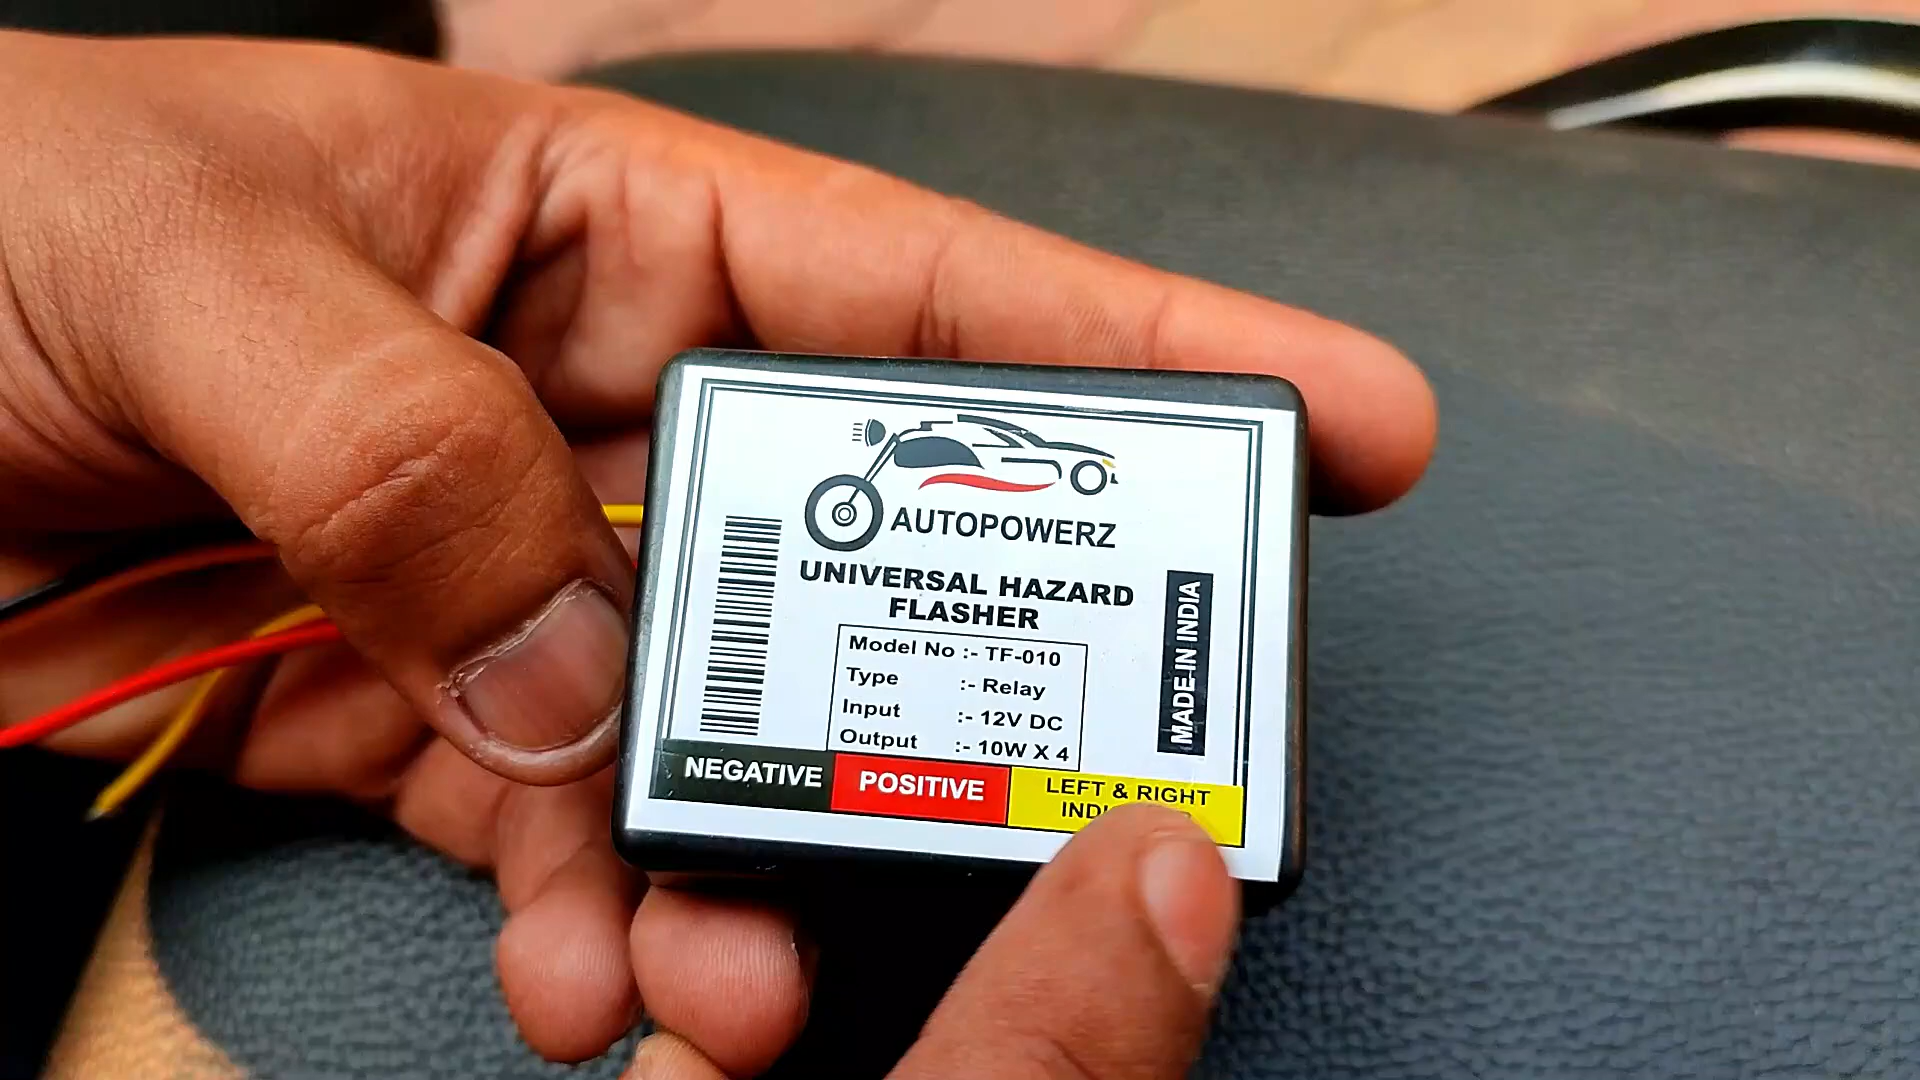 AUTOPOWERZ
UNIVERSAL HAZARD
FLASHER
Model No :- TF-010
Type :- Relay
Input :- 12V DC
Output :- 10W X 4
MADE IN INDIA
NEGATIVE
POSITIVE
LEFT & RIGHT